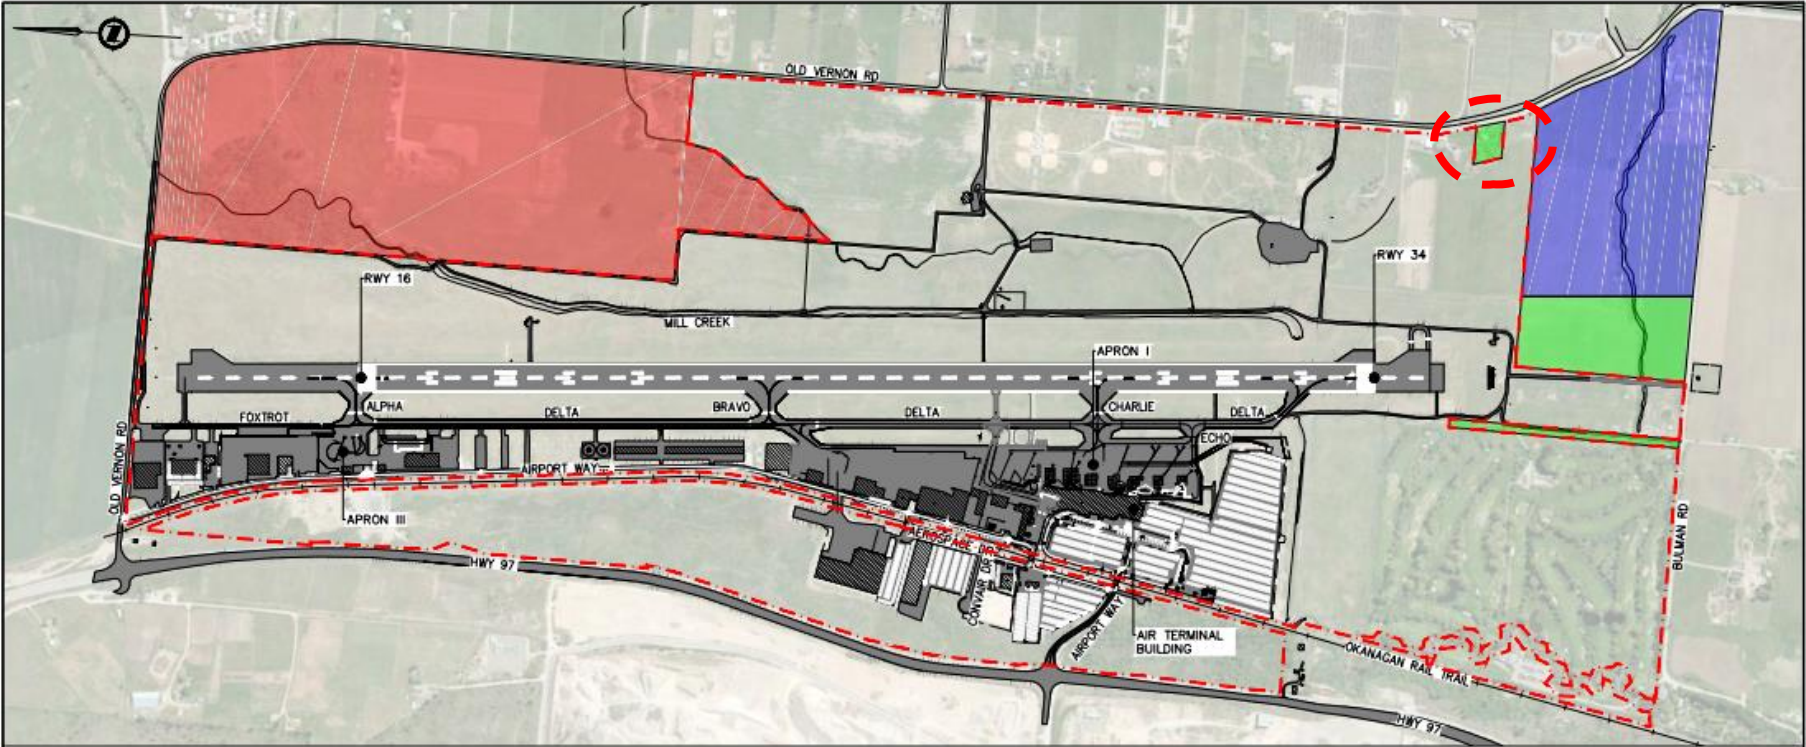 Z
OLD VERNON RD
RWY 16
RWY 34
MILL CREEK
APRON I
ALPHA
BRAVO
CHARLIE
FOXTROT
DELTA
DELTA
DELTA
ECHO
OLD VERNON RD
AIRPORT WAY
APRON III
AEROSPACE DR
HWY 97
CONVAIR DR
AIRPORT WAY
AIR TERMINAL
BUILDING
OKANAGAN RAIL TRAIL
BULMAN RD
HWY 97